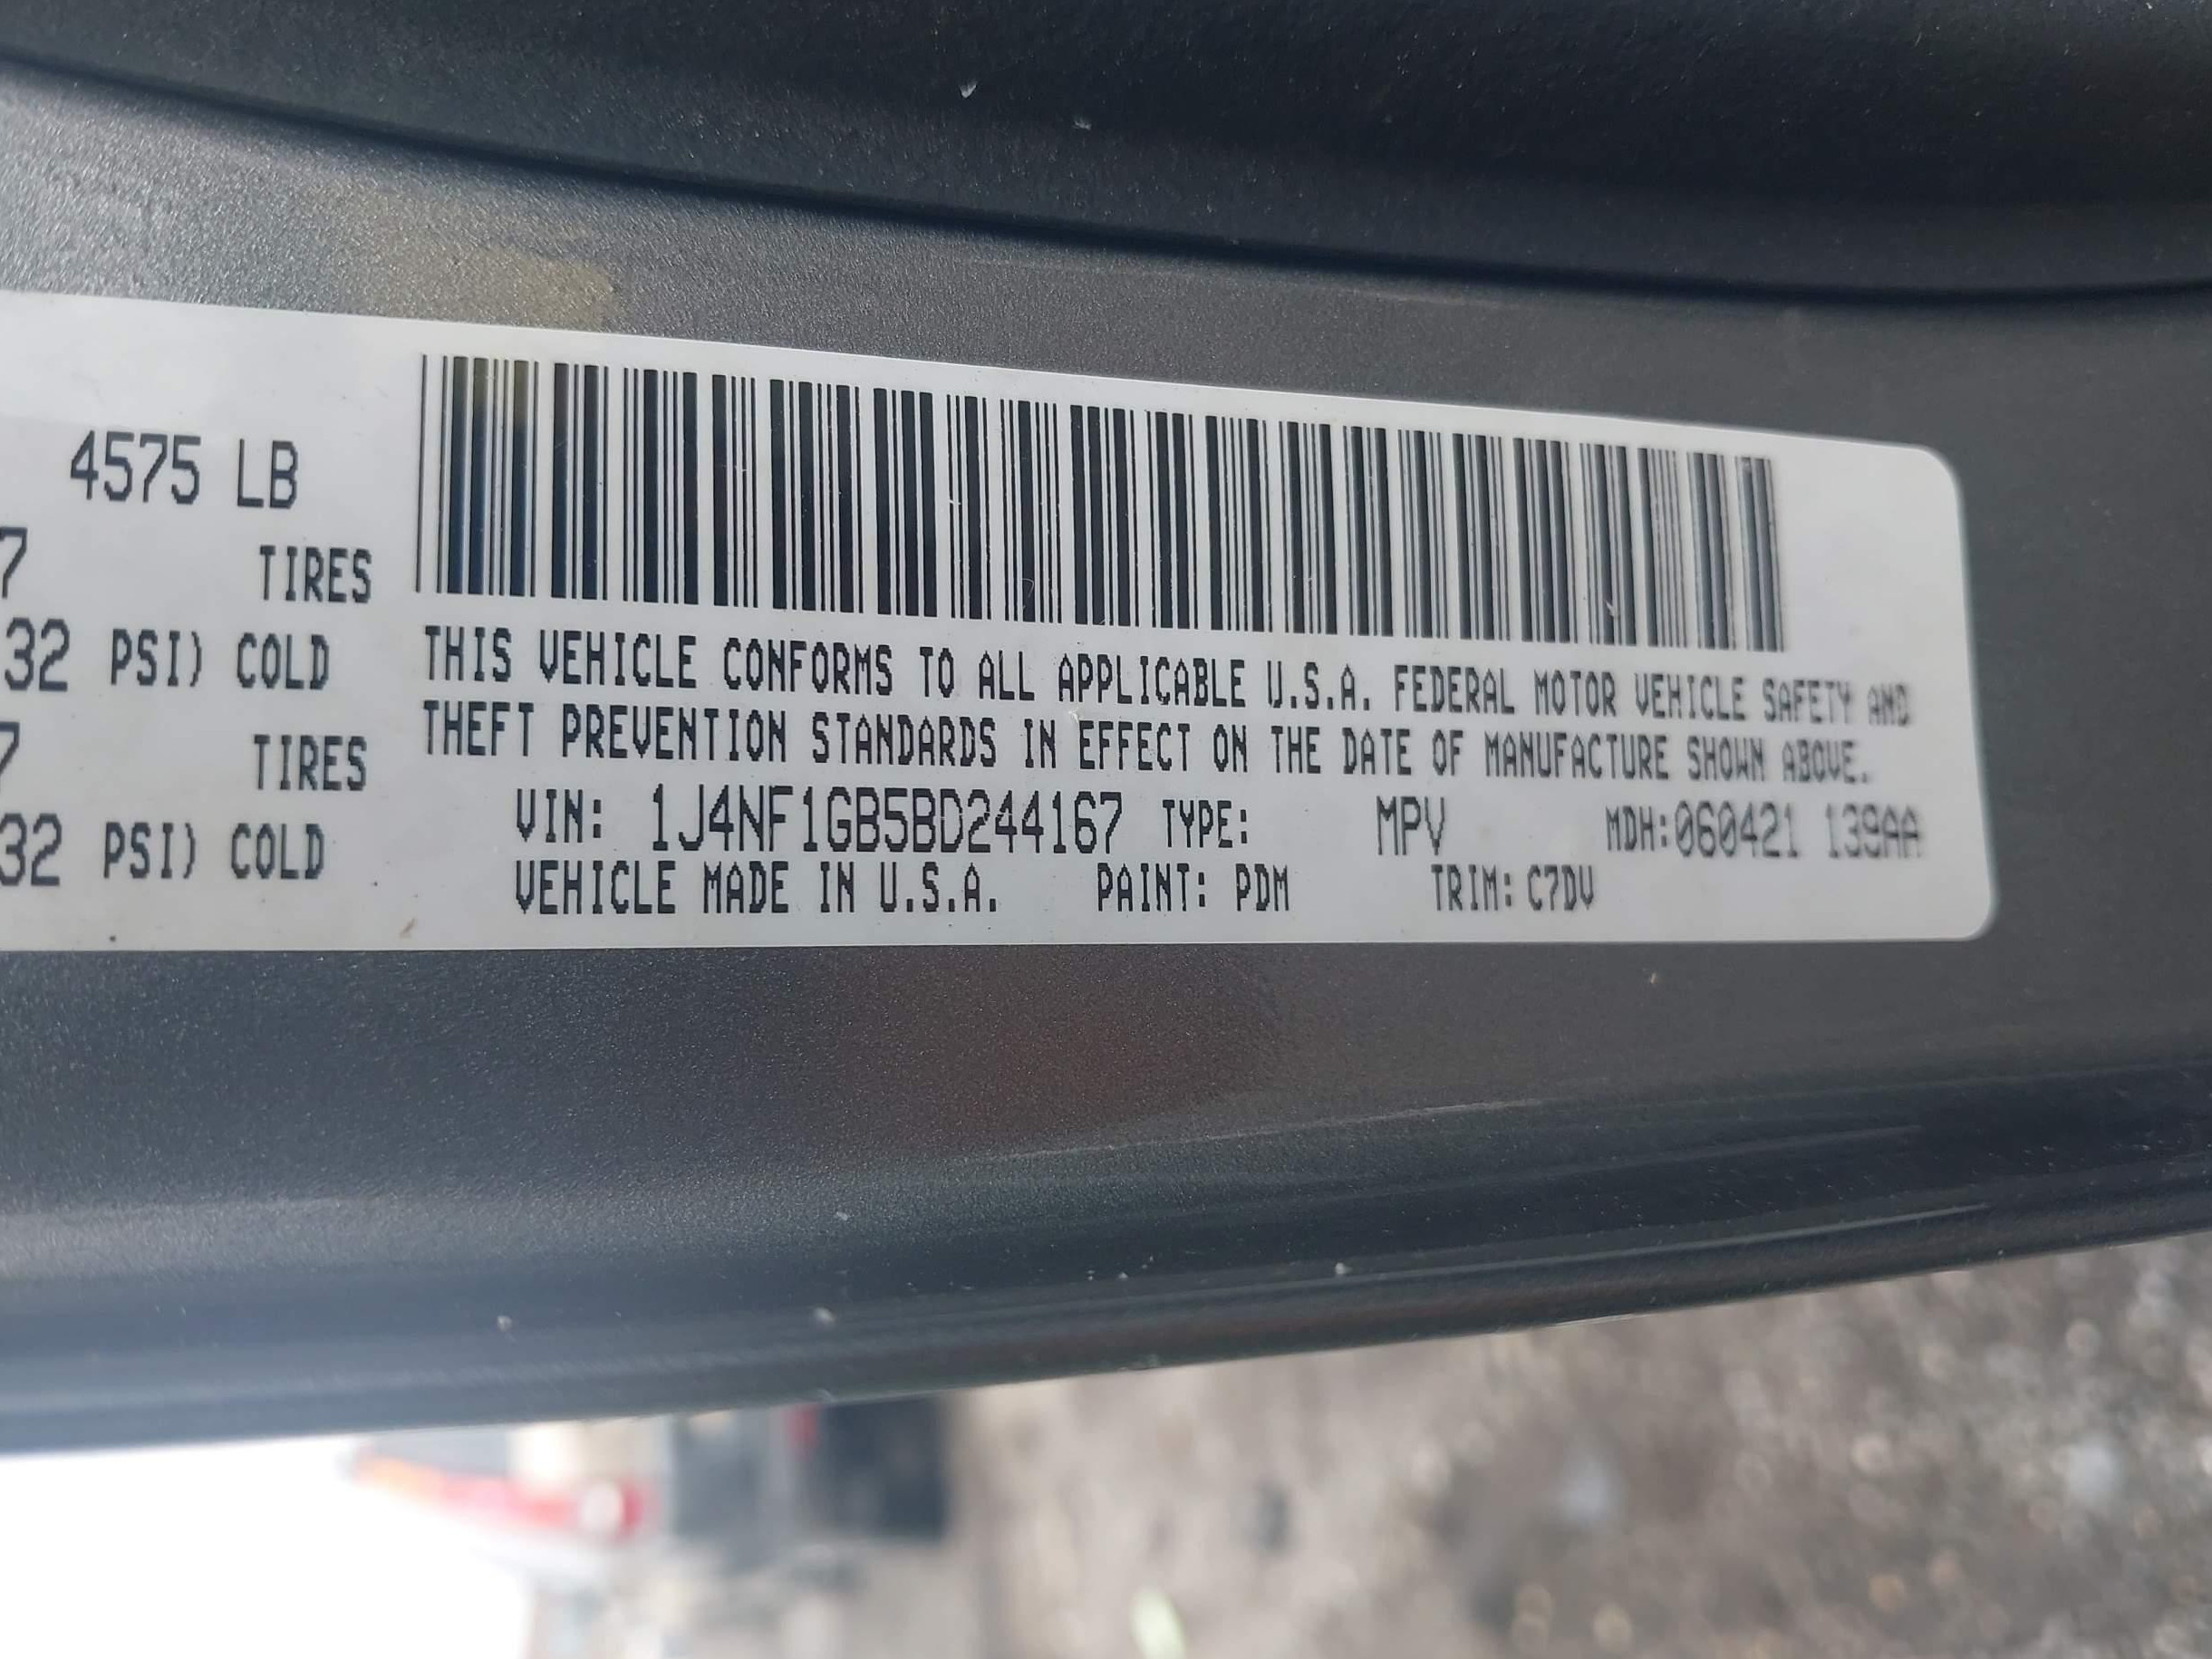 4575 LB
7 TIRES
32 PSI) COLD
7 TIRES
32 PSI) COLD
THIS VEHICLE CONFORMS TO ALL APPLICABLE U.S.A. FEDERAL MOTOR VEHICLE SAFETY AND
THEFT PREVENTION STANDARDS IN EFFECT ON THE DATE OF MANUFACTURE SHOWN ABOVE.
VIN: 1J4NF1GB5BD244167 TYPE: MPV MDH:060421 139AA
VEHICLE MADE IN U.S.A. PAINT: PDM TRIM: C7DV